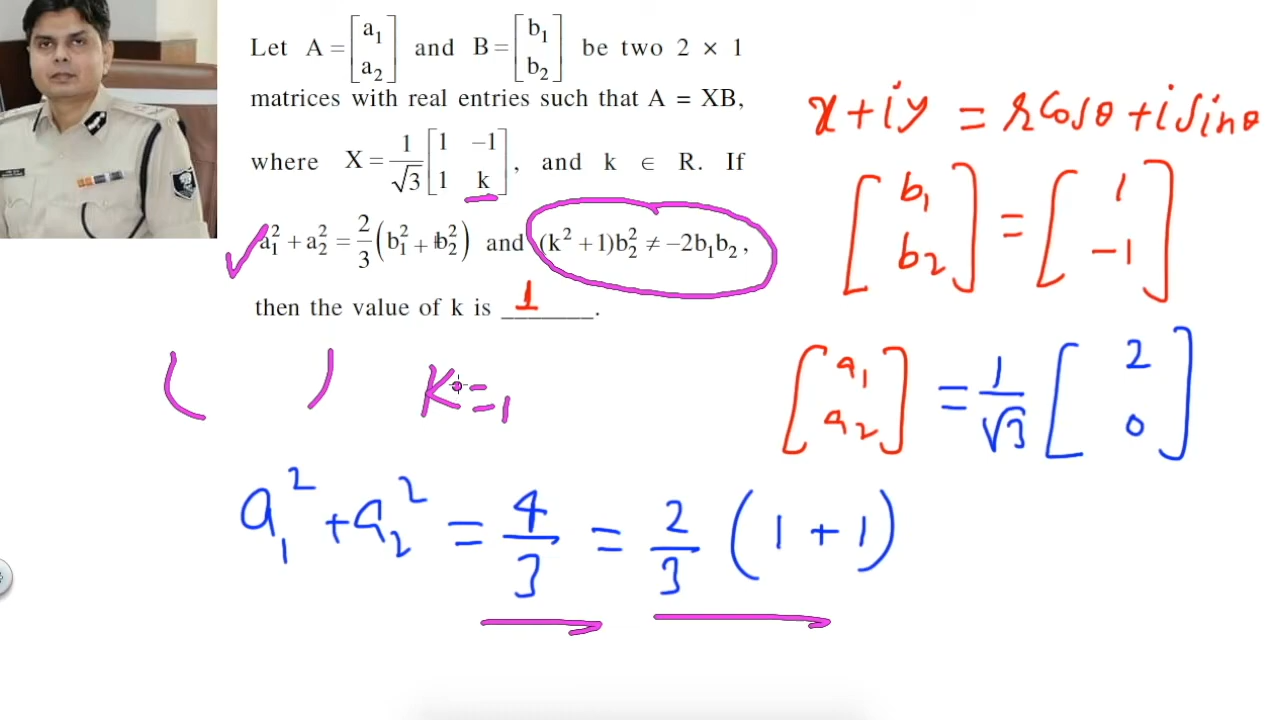 Let A = [a₁ a₂] and B = [b₁ b₂] be two 2 × 1
matrices with real entries such that A = XB,
where X = 1/√3 [1 −1 1 k], and k ∈ R. If
a₁² + a₂² = 2/3 (b₁² + b₂²) and (k² + 1)b₂² ≠ −2b₁b₂,
then the value of k is 1.
x + iy = r cosθ + i sinθ
[b₁ b₂] = [1 −1]
[a₁ a₂] = 1/√3 [2 0]
( ) K = 1
a₁² + a₂² = 4/3 = 2/3 (1 + 1)